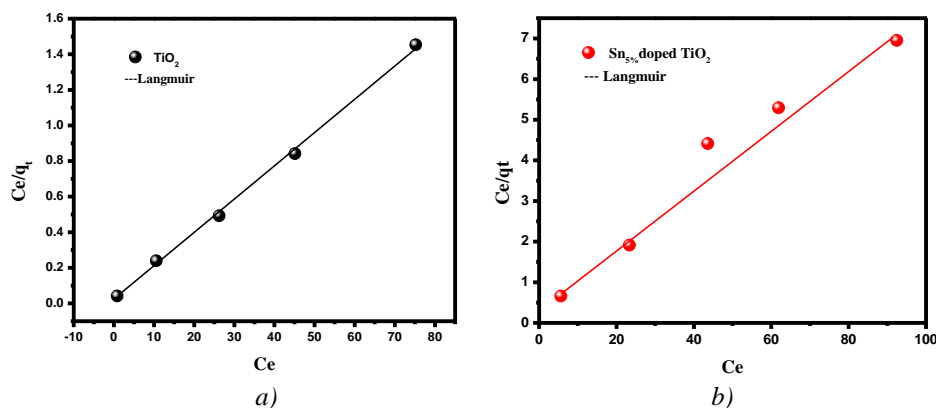 1.6
1.4
1.2
1.0
0.8
0.6
0.4
0.2
0.0
Ce/q_t
TiO₂
---Langmuir
-10 0 10 20 30 40 50 60 70 80
Ce
a)
7
6
5
4
3
2
1
0
Ce/qt
Sn₅%doped TiO₂
--- Langmuir
0 20 40 60 80 100
Ce
b)